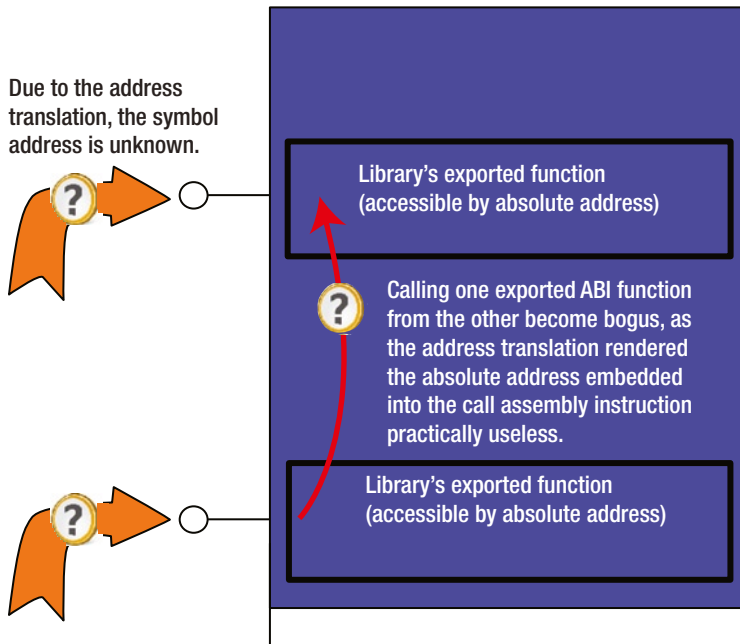 Due to the address
translation, the symbol
address is unknown.
?
Library's exported function
(accessible by absolute address)
?
Calling one exported ABI function
from the other become bogus, as
the address translation rendered
the absolute address embedded
into the call assembly instruction
practically useless.
?
Library's exported function
(accessible by absolute address)